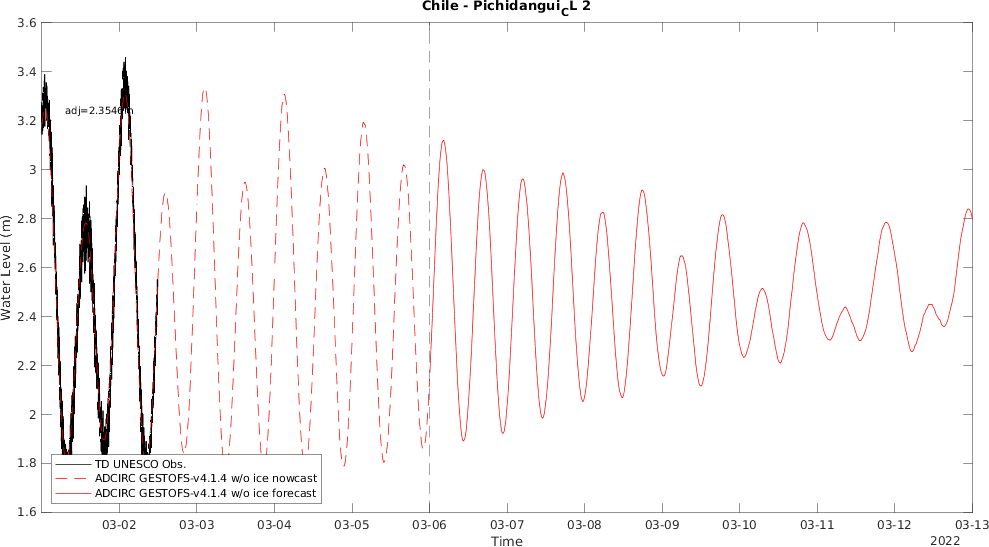 Chile - PichidanguiCL 2
Water Level (m)
3.6
3.4
3.2
3
2.8
2.6
2.4
2.2
2
1.8
1.6
adj=2.3546m
TD UNESCO Obs.
ADCIRC GESTOFS-v4.1.4 w/o ice nowcast
ADCIRC GESTOFS-v4.1.4 w/o ice forecast
03-02 03-03 03-04 03-05 03-06 03-07 03-08 03-09 03-10 03-11 03-12 03-13
Time
2022